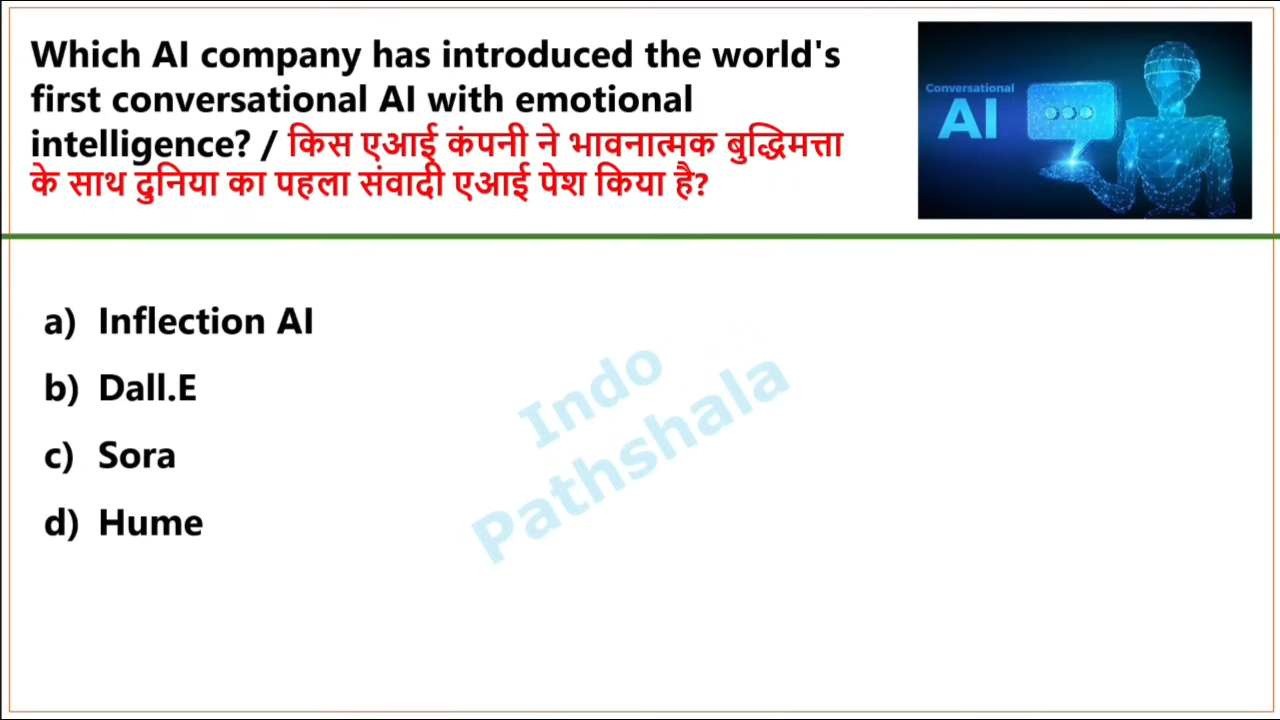 Which AI company has introduced the world's
first conversational AI with emotional
intelligence? / किस एआई कंपनी ने भावनात्मक बुद्धिमत्ता
के साथ दुनिया का पहला संवादी एआई पेश किया है?
Conversational
AI
a) Inflection AI
b) Dall.E
c) Sora
d) Hume
Indo
Pathshala